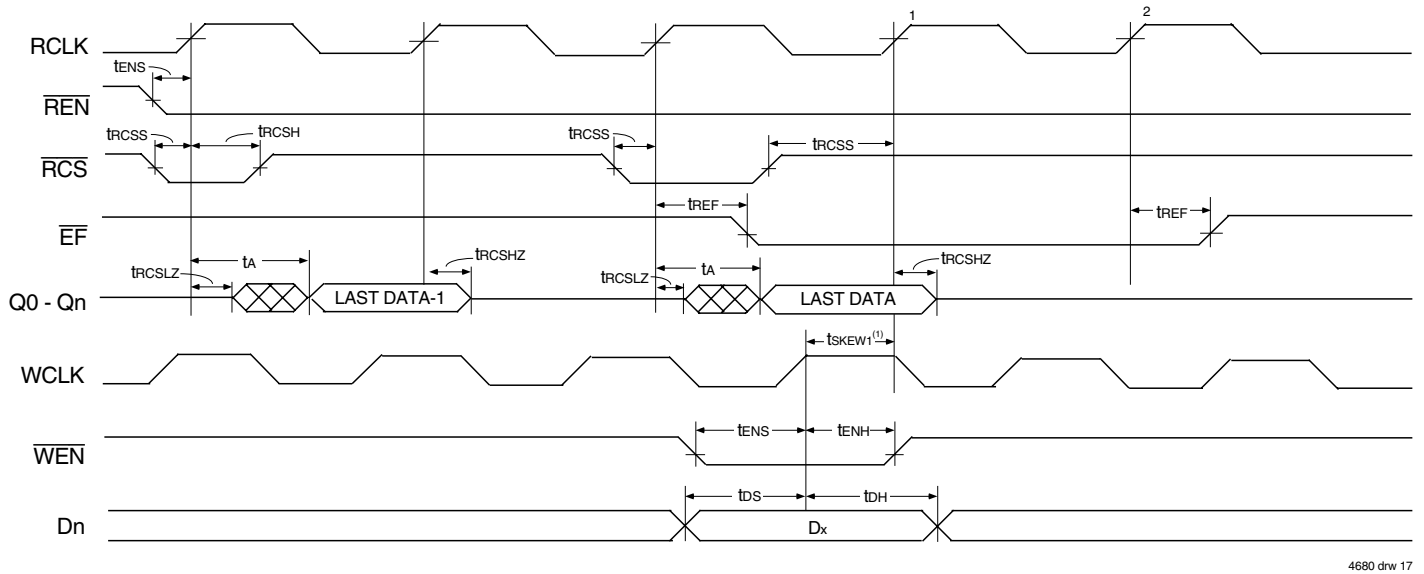 1
2
RCLK
tENS
REN
tRCSS
tRCSH
tRCSS
tRCSS
RCS
tREF
tREF
EF
tRCSLZ
tA
tRCSHZ
tRCSLZ
tA
tRCSHZ
Q0 - Qn
LAST DATA-1
LAST DATA
tSKEW1(1)
WCLK
tENS
tENH
WEN
tDS
tDH
Dn
Dx
4680 drw 17